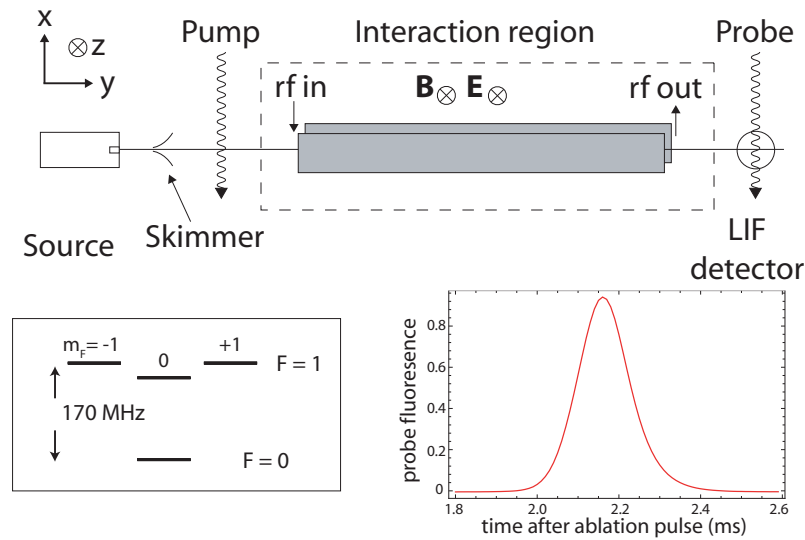 x
z
y
Pump
Interaction region
Probe
rf in
B E
rf out
Source
Skimmer
LIF
detector
m_F= -1
0
+1
F = 1
170 MHz
F = 0
probe fluoresence
0.8
0.6
0.4
0.2
0
1.8 2.0 2.2 2.4 2.6
time after ablation pulse (ms)